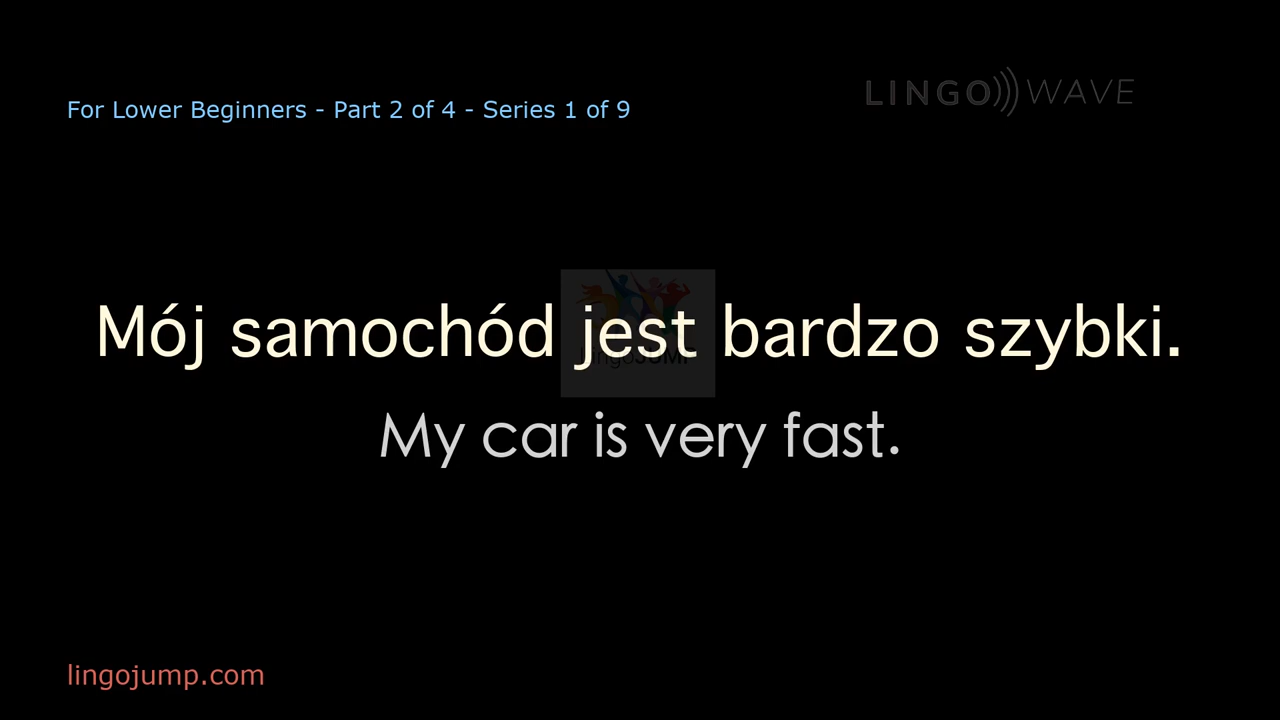 For Lower Beginners - Part 2 of 4 - Series 1 of 9
LINGO WAVE
Mój samochód jest bardzo szybki.
LingoJUMP
My car is very fast.
lingojump.com